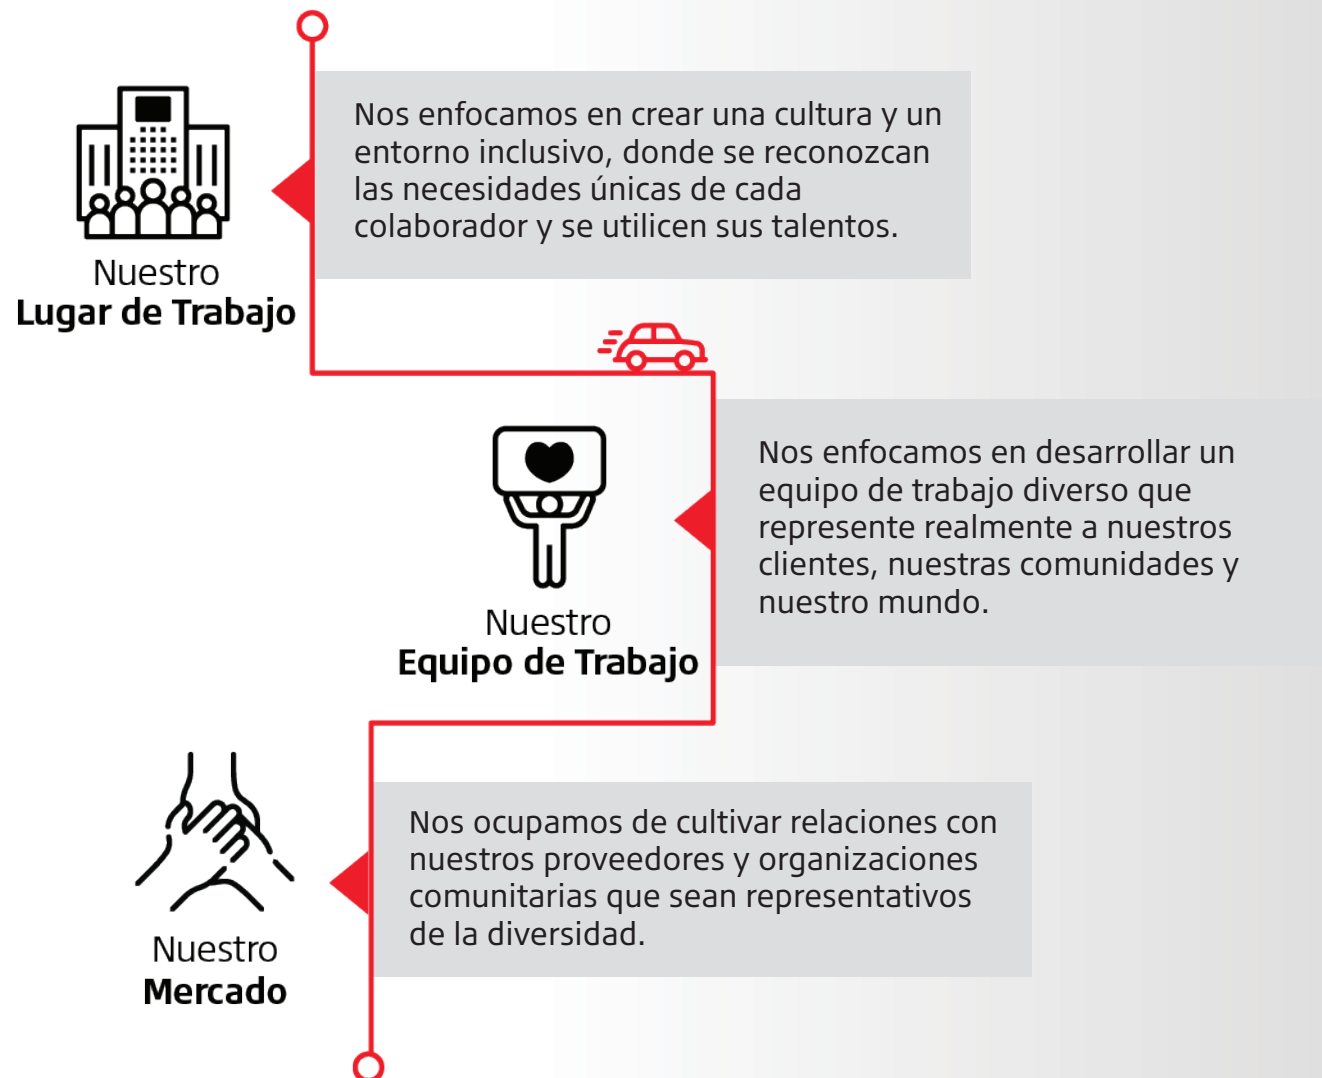 Nos enfocamos en crear una cultura y un
entorno inclusivo, donde se reconozcan
las necesidades únicas de cada
colaborador y se utilicen sus talentos.
Nuestro
Lugar de Trabajo
Nos enfocamos en desarrollar un
equipo de trabajo diverso que
represente realmente a nuestros
clientes, nuestras comunidades y
nuestro mundo.
Nuestro
Equipo de Trabajo
Nos ocupamos de cultivar relaciones con
nuestros proveedores y organizaciones
comunitarias que sean representativos
de la diversidad.
Nuestro
Mercado